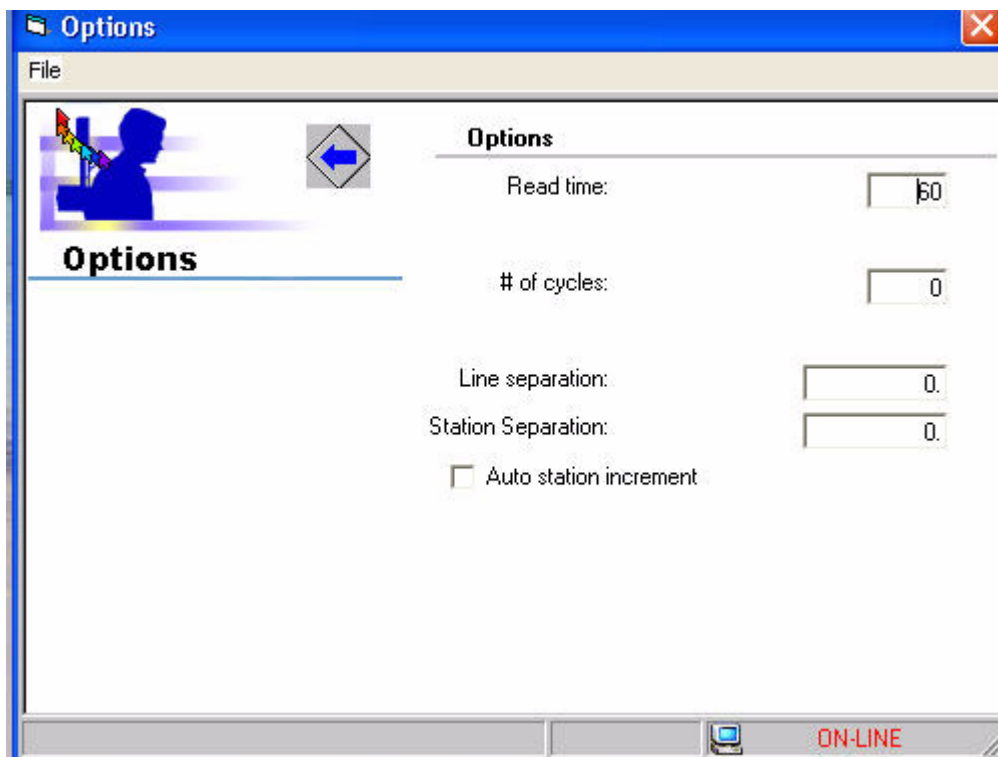 Options
File
Options
Options
Read time: 60
# of cycles: 0
Line separation: 0.
Station Separation: 0.
Auto station increment
ON-LINE